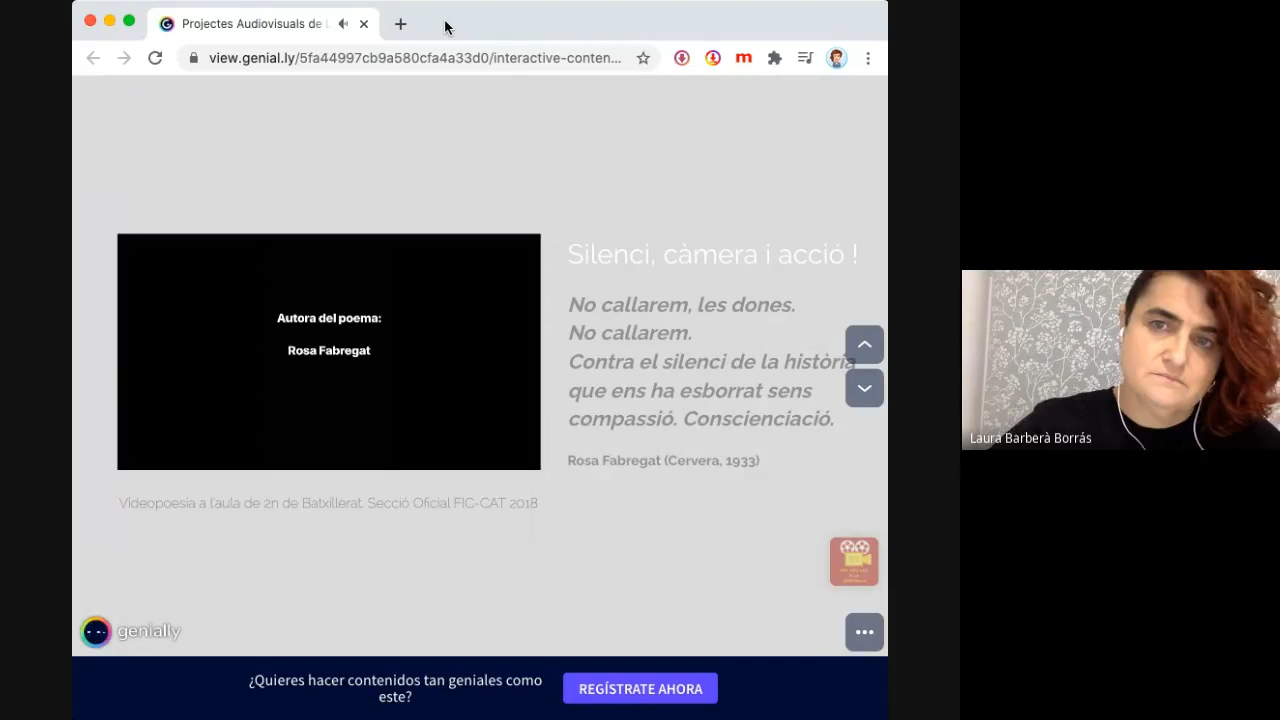 Projectes Audiovisuals de
view.genial.ly/5fa44997cb9a580cfa4a33d0/interactive-conten...
Autora del poema:
Rosa Fabregat
Videopoesia a l'aula de 2n de Batxillerat. Secció Oficial FIC-CAT 2018
Silenci, càmera i acció !
No callarem, les dones.
No callarem.
Contra el silenci de la història
que ens ha esborrat sens
compassió. Conscienciació.
Rosa Fabregat (Cervera, 1933)
Laura Barberà Borrás
genially
¿Quieres hacer contenidos tan geniales como
este?
REGÍSTRATE AHORA